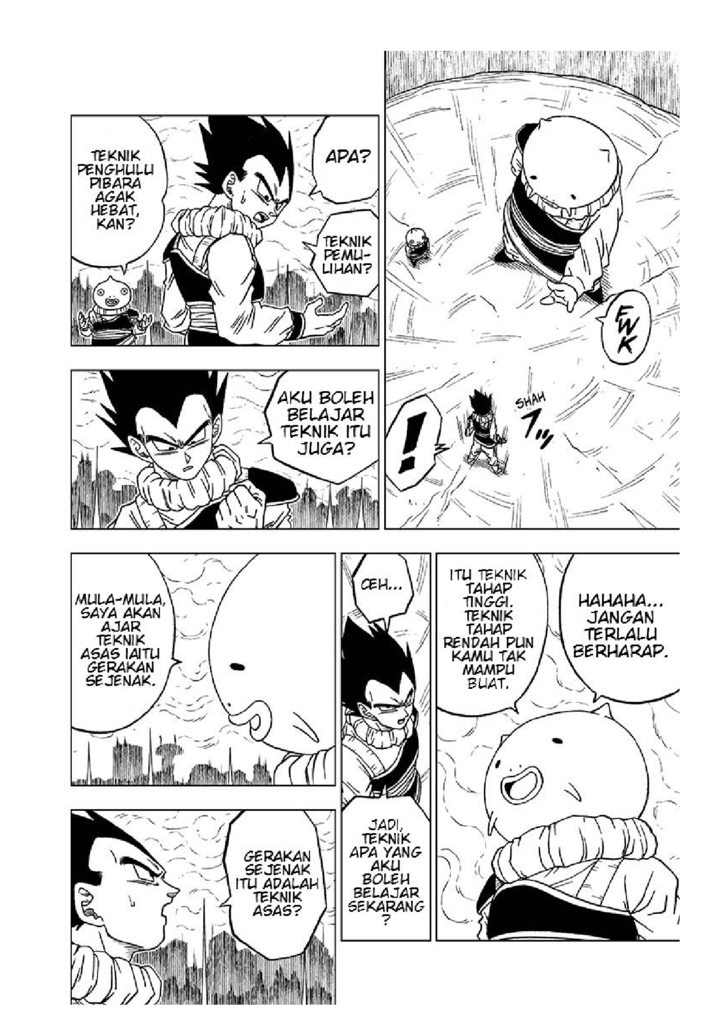 FWK
SHAH
!
APA?
TEKNIK
PEMU-
LIHAN?
TEKNIK
PENGHULU
PIBARA
AGAK
HEBAT,
KAN?
AKU BOLEH
BELAJAR
TEKNIK ITU
JUGA?
HAHAHA...
JANGAN
TERLALU
BERHARAP.
ITU TEKNIK
TAHAP
TINGGI.
TEKNIK
TAHAP
RENDAH PUN
KAMU TAK
MAMPU
BUAT.
CEH...
JADI,
TEKNIK
APA YANG
AKU
BOLEH
BELAJAR
SEKARANG
?
MULA-MULA,
SAYA AKAN
AJAR
TEKNIK
ASAS IAITU
GERAKAN
SEJENAK.
GERAKAN
SEJENAK
ITU ADALAH
TEKNIK
ASAS?